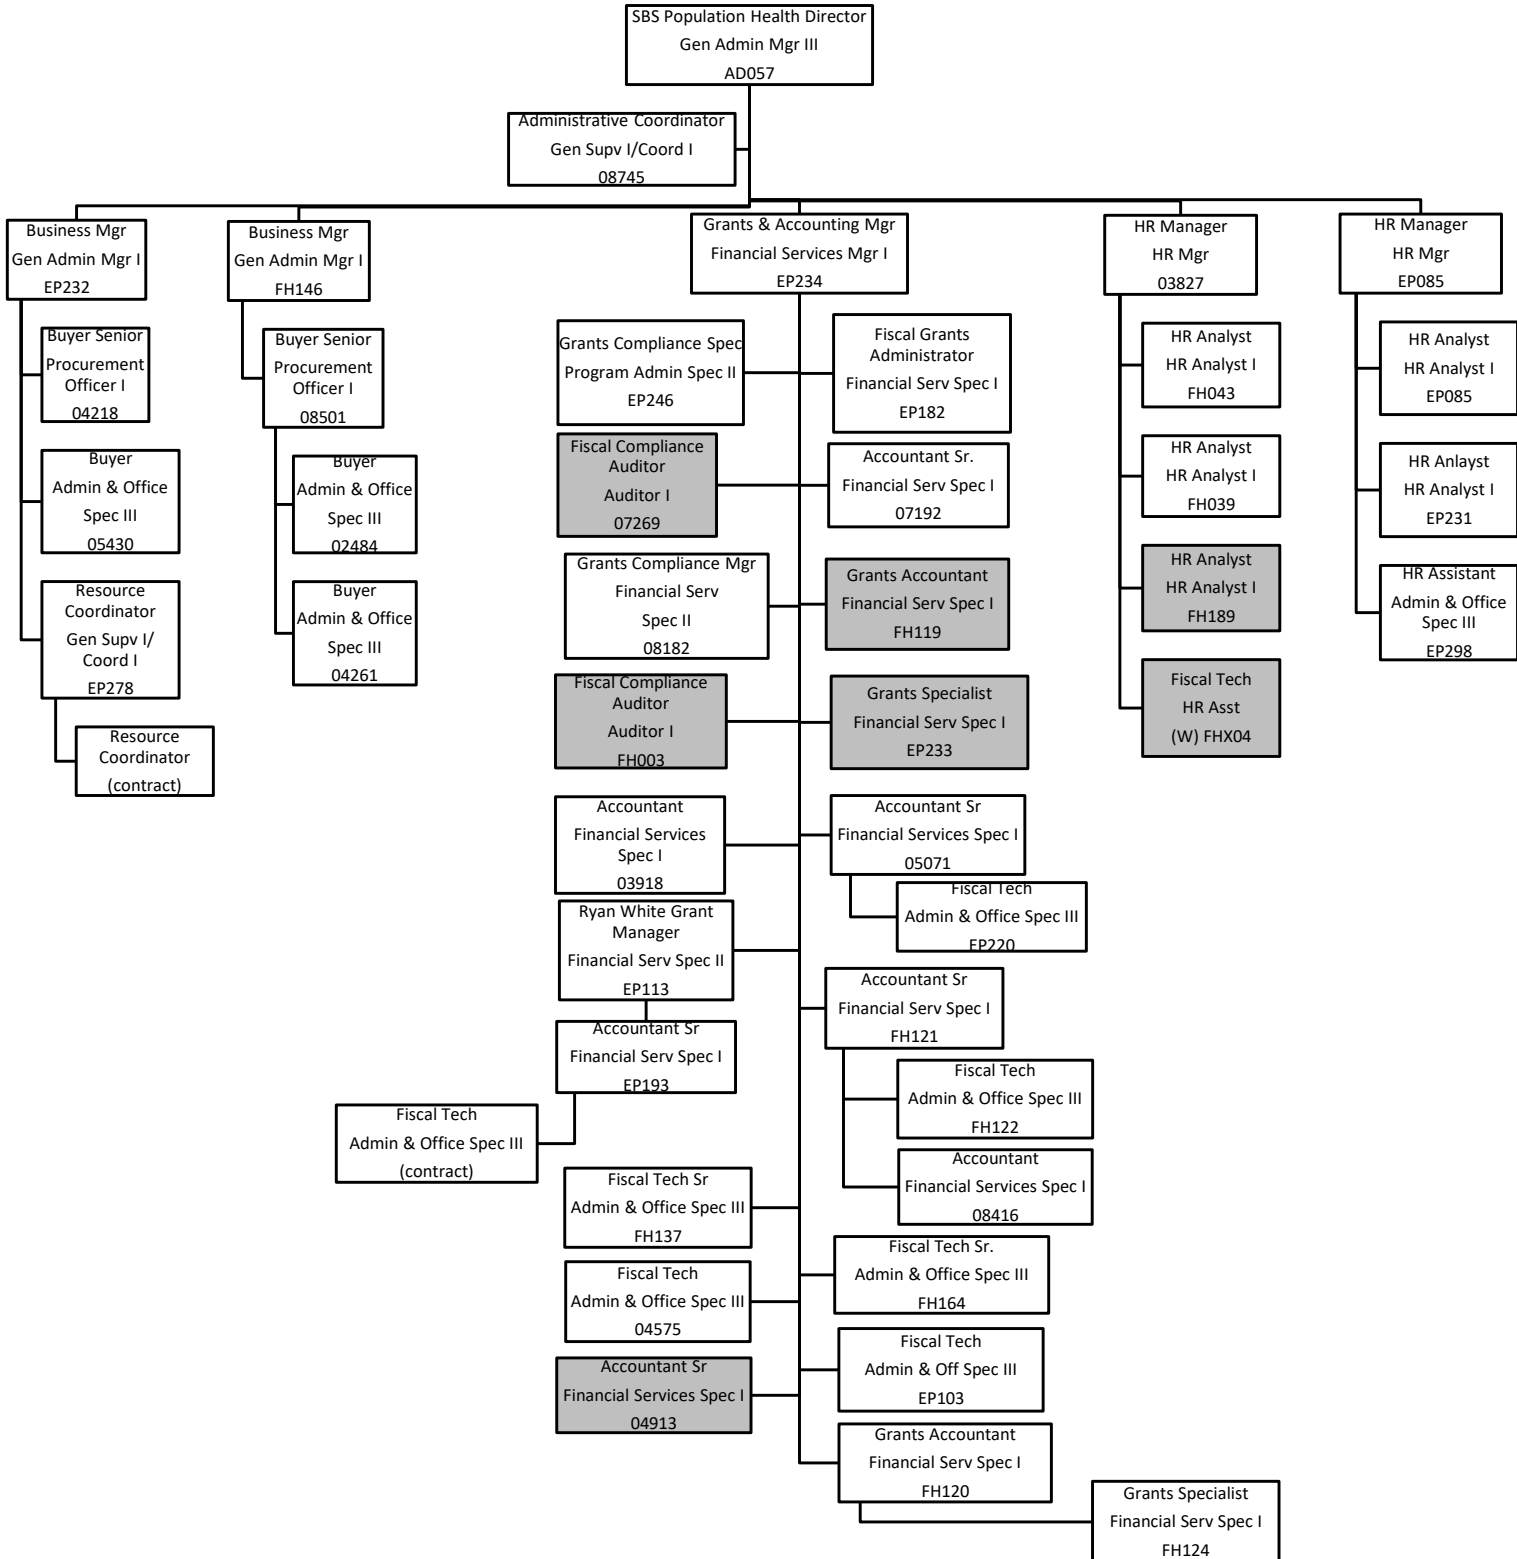 SBS Population Health Director
Gen Admin Mgr III
AD057
Administrative Coordinator
Gen Supv I/Coord I
08745
Business Mgr
Gen Admin Mgr I
EP232
Buyer Senior
Procurement
Officer I
04218
Buyer
Admin & Office
Spec III
05430
Resource
Coordinator
Gen Supv I/
Coord I
EP278
Resource
Coordinator
(contract)
Business Mgr
Gen Admin Mgr I
FH146
Buyer Senior
Procurement
Officer I
08501
Buyer
Admin & Office
Spec III
02484
Buyer
Admin & Office
Spec III
04261
Grants & Accounting Mgr
Financial Services Mgr I
EP234
Grants Compliance Spec
Program Admin Spec II
EP246
Fiscal Grants
Administrator
Financial Serv Spec I
EP182
Fiscal Compliance
Auditor
Auditor I
07269
Accountant Sr.
Financial Serv Spec I
07192
Grants Compliance Mgr
Financial Serv
Spec II
08182
Grants Accountant
Financial Serv Spec I
FH119
Fiscal Compliance
Auditor
Auditor I
FH003
Grants Specialist
Financial Serv Spec I
EP233
Accountant
Financial Services
Spec I
03918
Accountant Sr
Financial Services Spec I
05071
Fiscal Tech
Admin & Office Spec III
EP220
Ryan White Grant
Manager
Financial Serv Spec II
EP113
Accountant Sr
Financial Serv Spec I
EP193
Fiscal Tech
Admin & Office Spec III
(contract)
Accountant Sr
Financial Serv Spec I
FH121
Fiscal Tech
Admin & Office Spec III
FH122
Accountant
Financial Services Spec I
08416
Fiscal Tech Sr
Admin & Office Spec III
FH137
Fiscal Tech Sr.
Admin & Office Spec III
FH164
Fiscal Tech
Admin & Office Spec III
04575
Fiscal Tech
Admin & Off Spec III
EP103
Accountant Sr
Financial Services Spec I
04913
Grants Accountant
Financial Serv Spec I
FH120
Grants Specialist
Financial Serv Spec I
FH124
HR Manager
HR Mgr
03827
HR Analyst
HR Analyst I
FH043
HR Analyst
HR Analyst I
FH039
HR Analyst
HR Analyst I
FH189
Fiscal Tech
HR Asst
(W) FHX04
HR Manager
HR Mgr
EP085
HR Analyst
HR Analyst I
EP085
HR Anlayst
HR Analyst I
EP231
HR Assistant
Admin & Office
Spec III
EP298